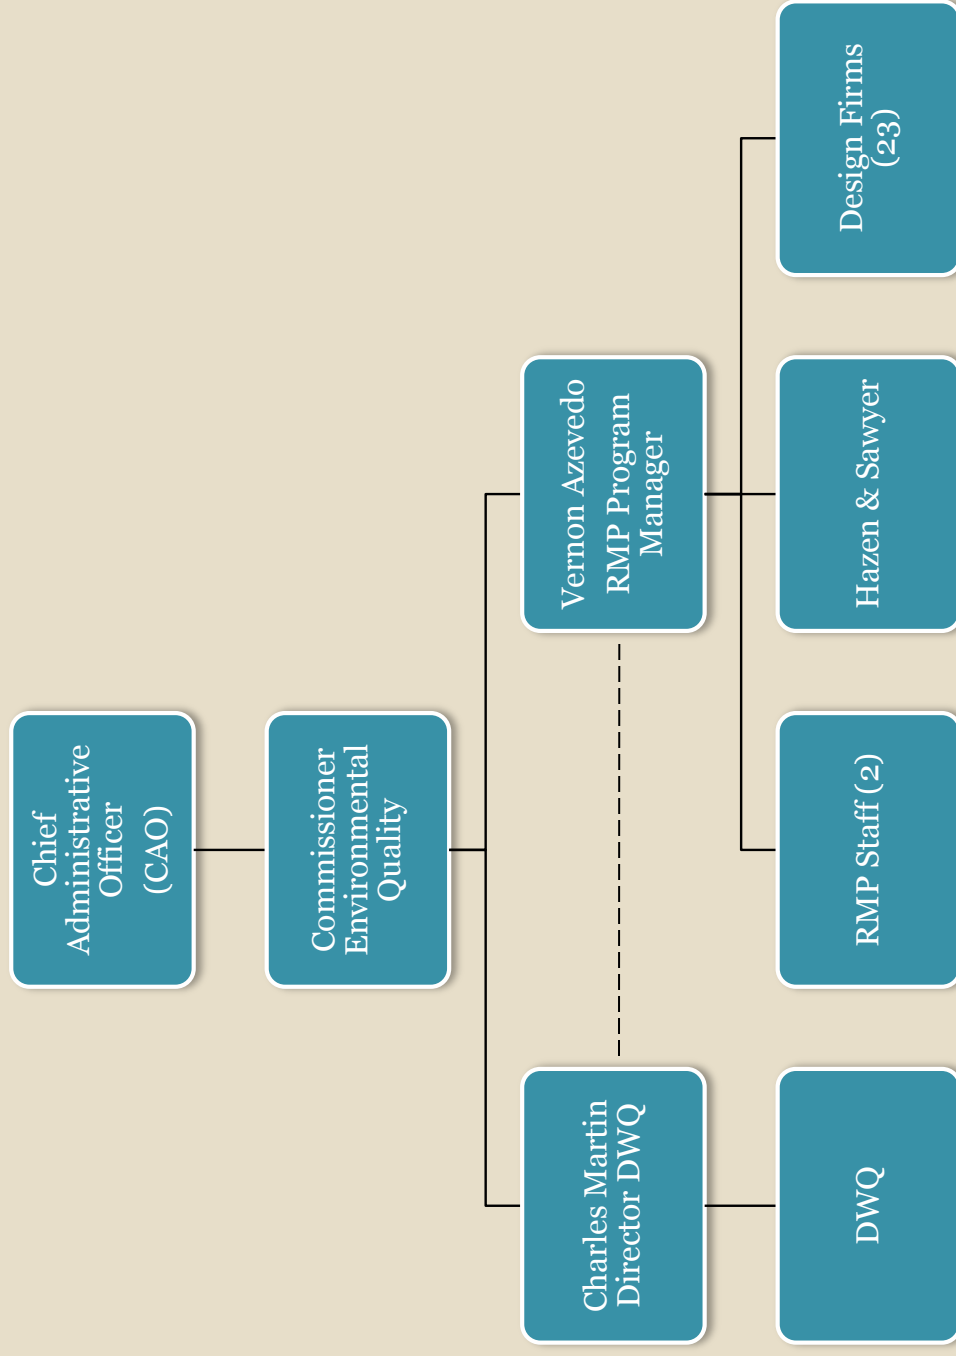 Chief
Administrative
Officer
(CAO)
Commissioner
Environmental
Quality
Charles Martin
Director DWQ
Vernon Azevedo
RMP Program
Manager
DWQ
RMP Staff (2)
Hazen & Sawyer
Design Firms
(23)